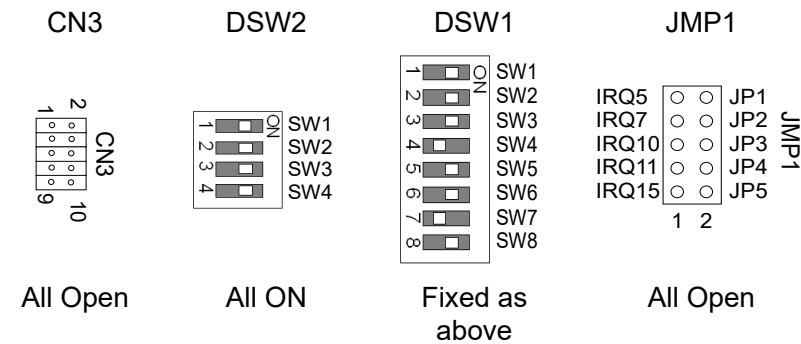 CN3
DSW2
DSW1
JMP1
1 2
CN3
9 10
ON
1 SW1
2 SW2
3 SW3
4 SW4
ON
1 SW1
2 SW2
3 SW3
4 SW4
5 SW5
6 SW6
7 SW7
8 SW8
IRQ5 JP1
IRQ7 JP2
IRQ10 JP3
IRQ11 JP4
IRQ15 JP5
JMP1
1 2
All Open
All ON
Fixed as
above
All Open